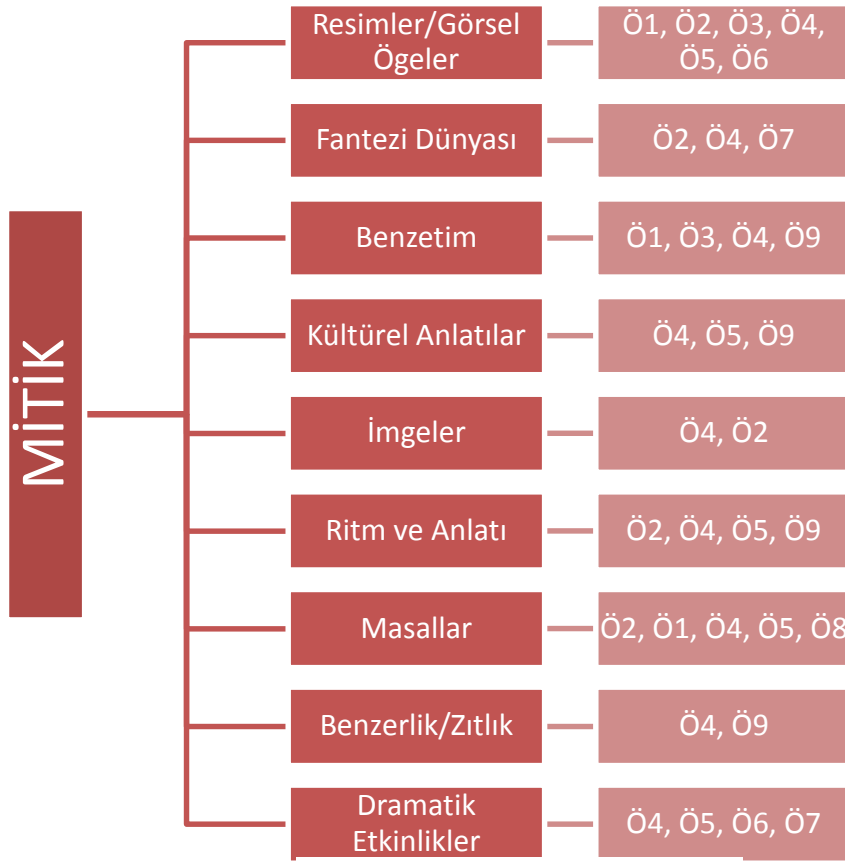 MİTİK
Resimler/Görsel
Ögeler
Ö1, Ö2, Ö3, Ö4,
Ö5, Ö6
Fantezi Dünyası
Ö2, Ö4, Ö7
Benzetim
Ö1, Ö3, Ö4, Ö9
Kültürel Anlatılar
Ö4, Ö5, Ö9
İmgeler
Ö4, Ö2
Ritm ve Anlatı
Ö2, Ö4, Ö5, Ö9
Masallar
Ö2, Ö1, Ö4, Ö5, Ö8
Benzerlik/Zıtlık
Ö4, Ö9
Dramatik
Etkinlikler
Ö4, Ö5, Ö6, Ö7